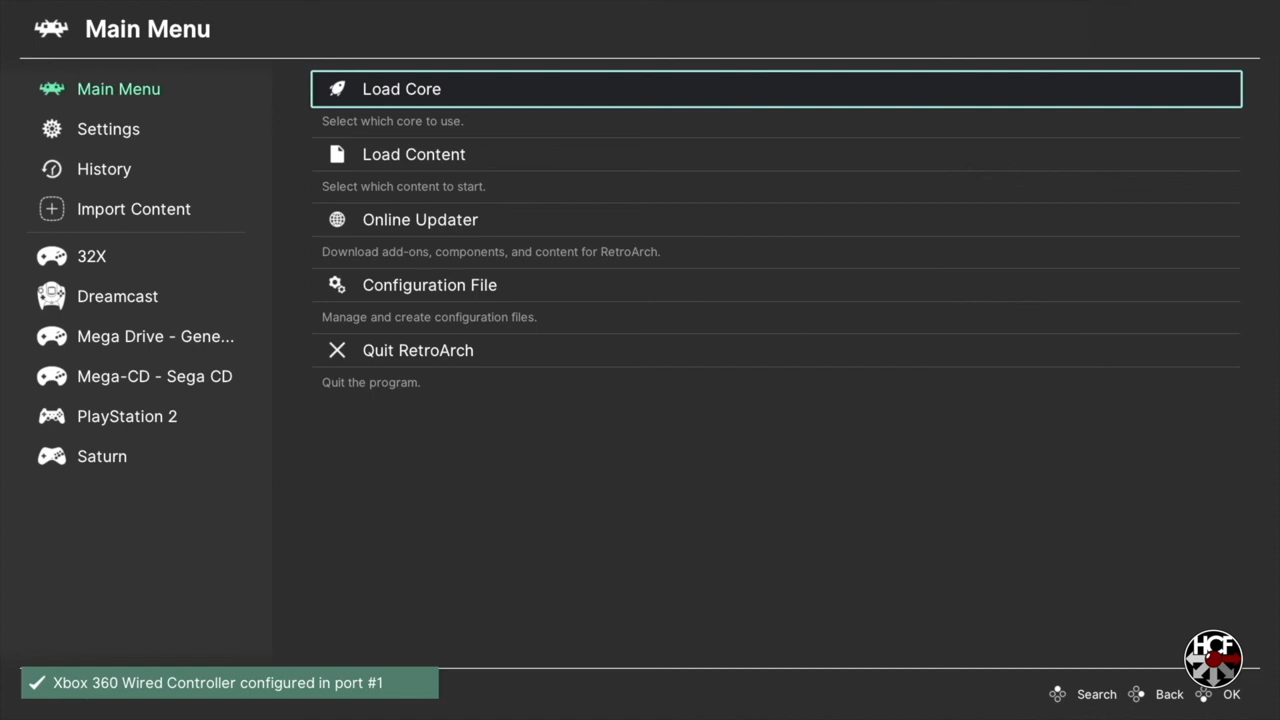 Main Menu
Main Menu
Settings
History
Import Content
32X
Dreamcast
Mega Drive - Gene...
Mega-CD - Sega CD
PlayStation 2
Saturn
Load Core
Select which core to use.
Load Content
Select which content to start.
Online Updater
Download add-ons, components, and content for RetroArch.
Configuration File
Manage and create configuration files.
Quit RetroArch
Quit the program.
HCF
Xbox 360 Wired Controller configured in port #1
Search Back OK